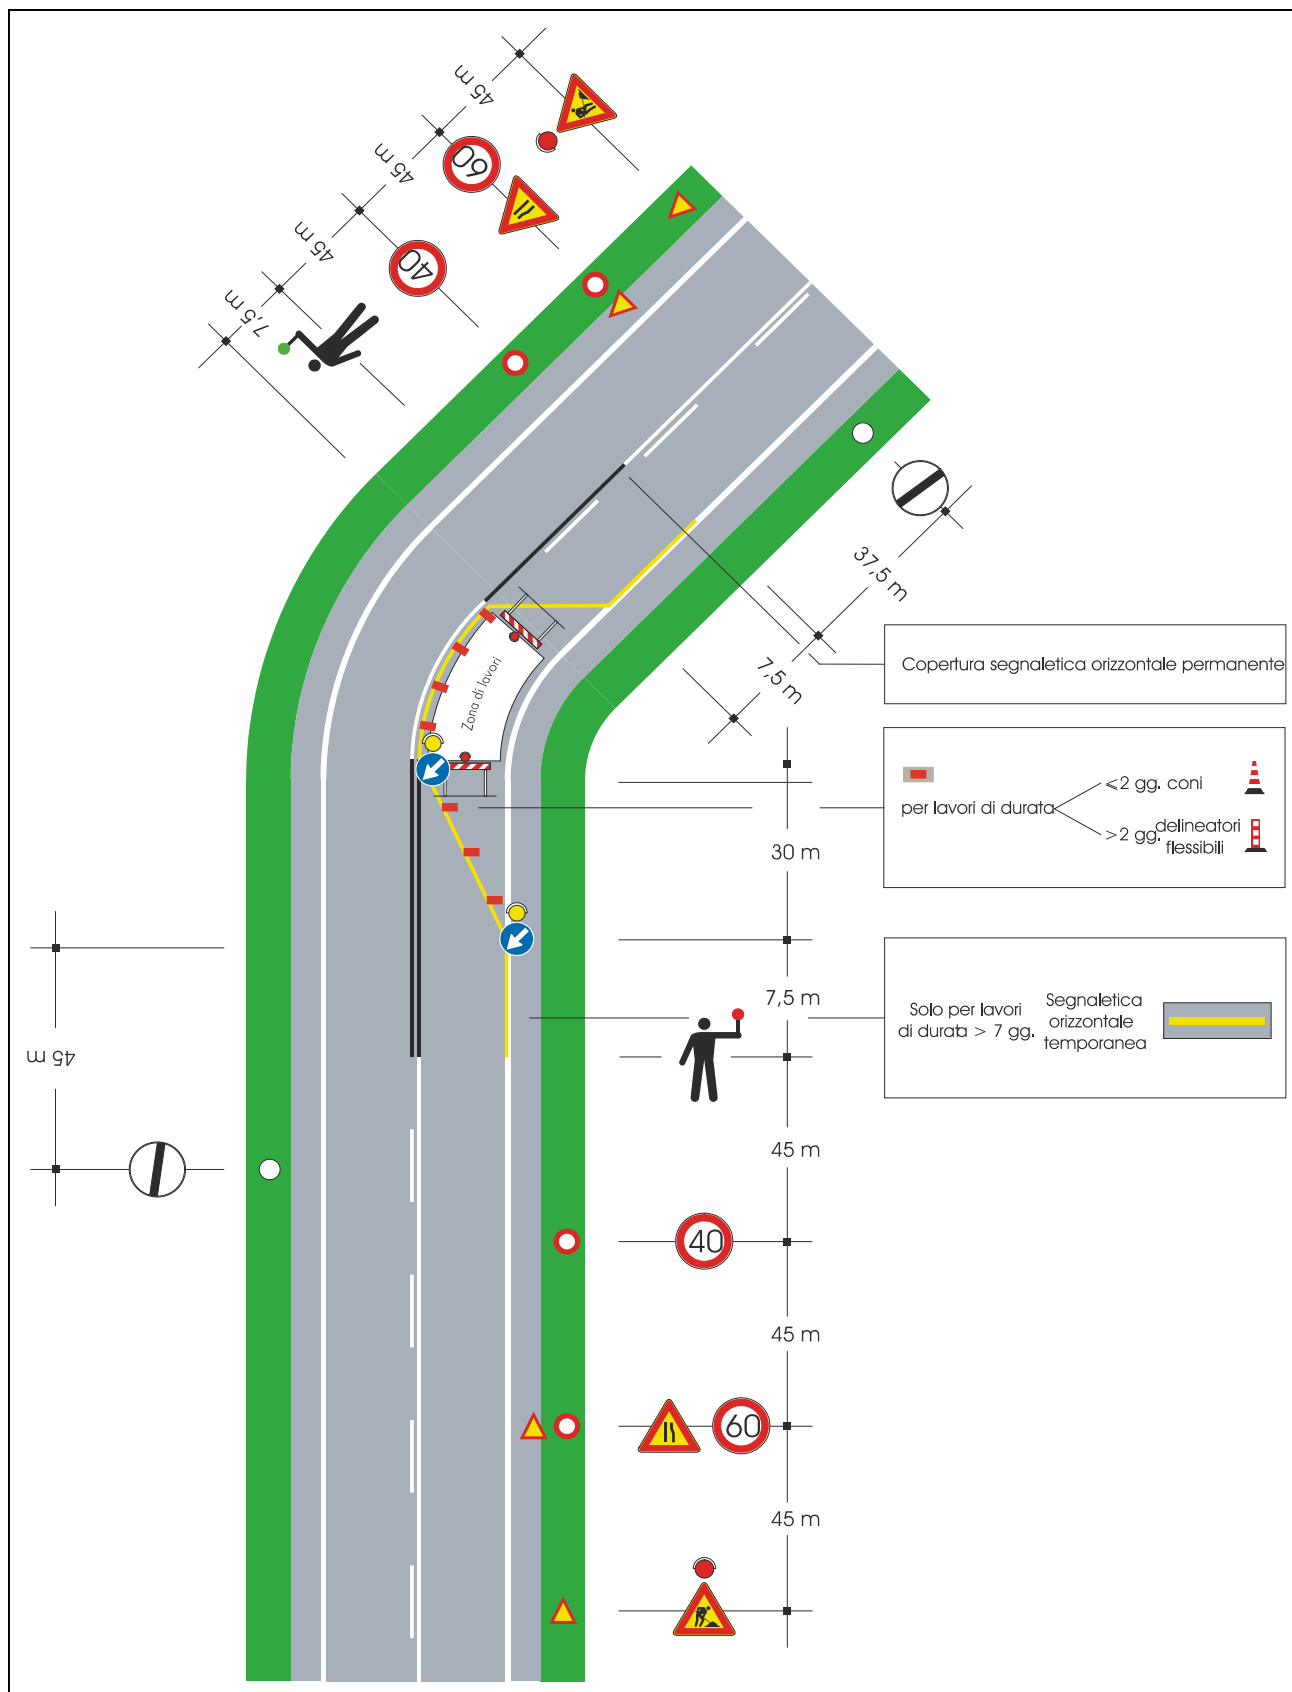 45 m
45 m
60
45 m
40
7,5 m
37,5 m
7,5 m
Copertura segnaletica orizzontale permanente
Zona di lavori
per lavori di durata
⩽2 gg. coni
>2 gg. delineatori
flessibili
30 m
7,5 m
Solo per lavori
di durata > 7 gg.
Segnaletica
orizzontale
temporanea
45 m
45 m
40
45 m
60
45 m